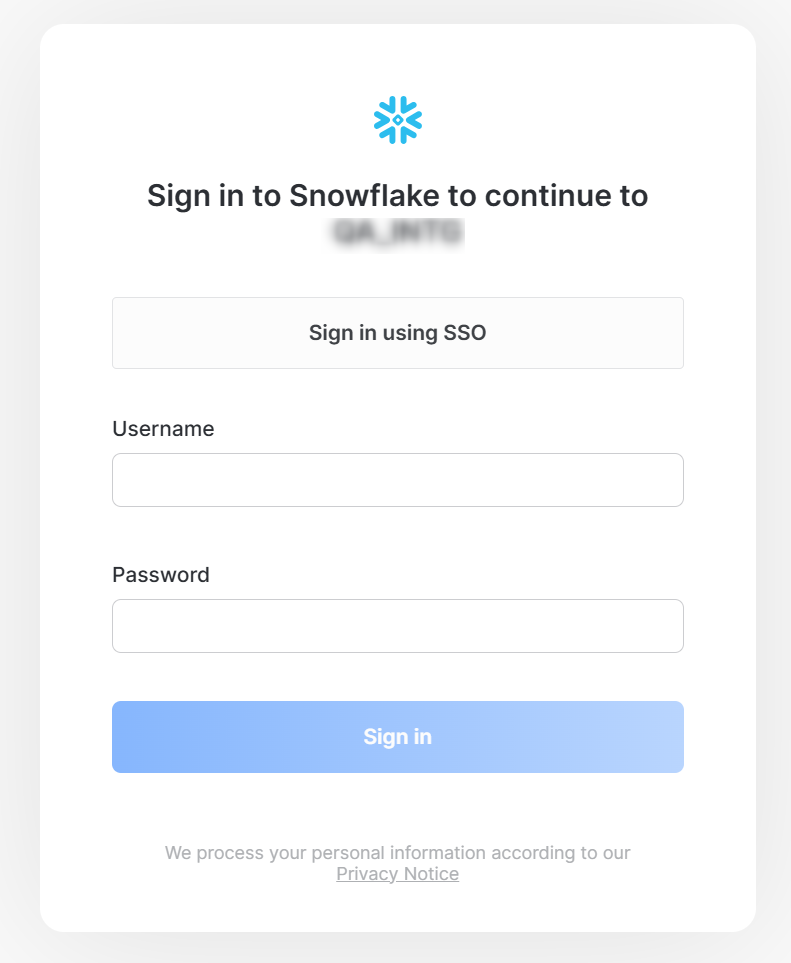 Sign in to Snowflake to continue to
Sign in using SSO
Username
Password
Sign in
We process your personal information according to our
Privacy Notice